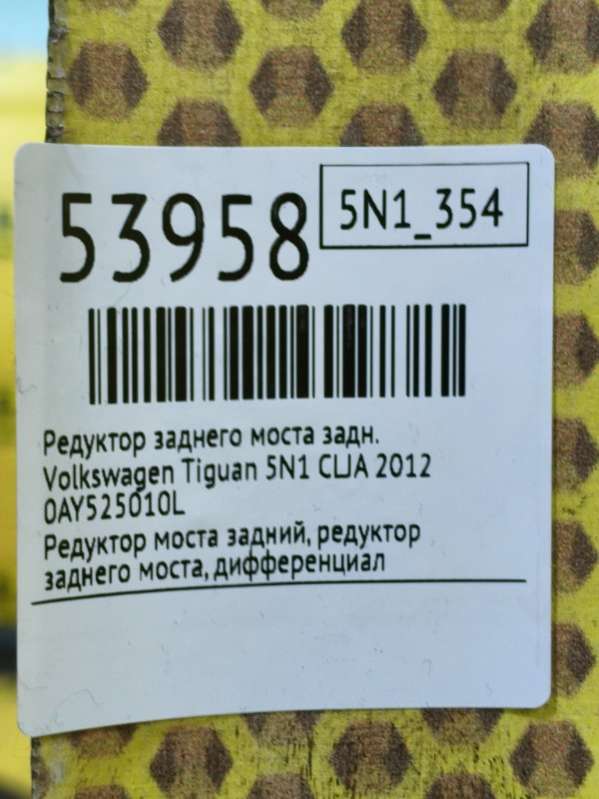 53958
5N1_354
Редуктор заднего моста задн.
Volkswagen Tiguan 5N1 CLJA 2012
0AY525010L
Редуктор моста задний, редуктор
заднего моста, дифференциал